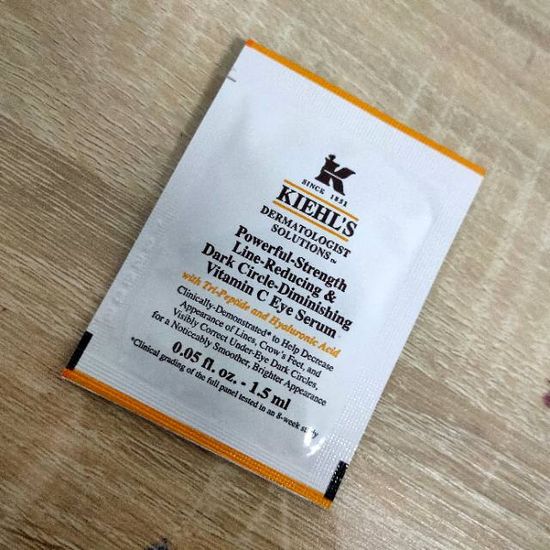 K
SINCE 1851
KIEHL'S
DERMATOLOGIST
SOLUTIONS™
Powerful-Strength
Line-Reducing &
Dark Circle-Diminishing
Vitamin C Eye Serum
with Tri-Peptide and Hyaluronic Acid
Clinically-Demonstrated* to Help Decrease
Appearance of Lines, Crow's Feet, and
Visibly Correct Under-Eye Dark Circles,
for a Noticeably Smoother, Brighter Appearance
0.05 fl. oz. - 1.5 ml
*Clinical grading of the full panel tested in an 8-week study